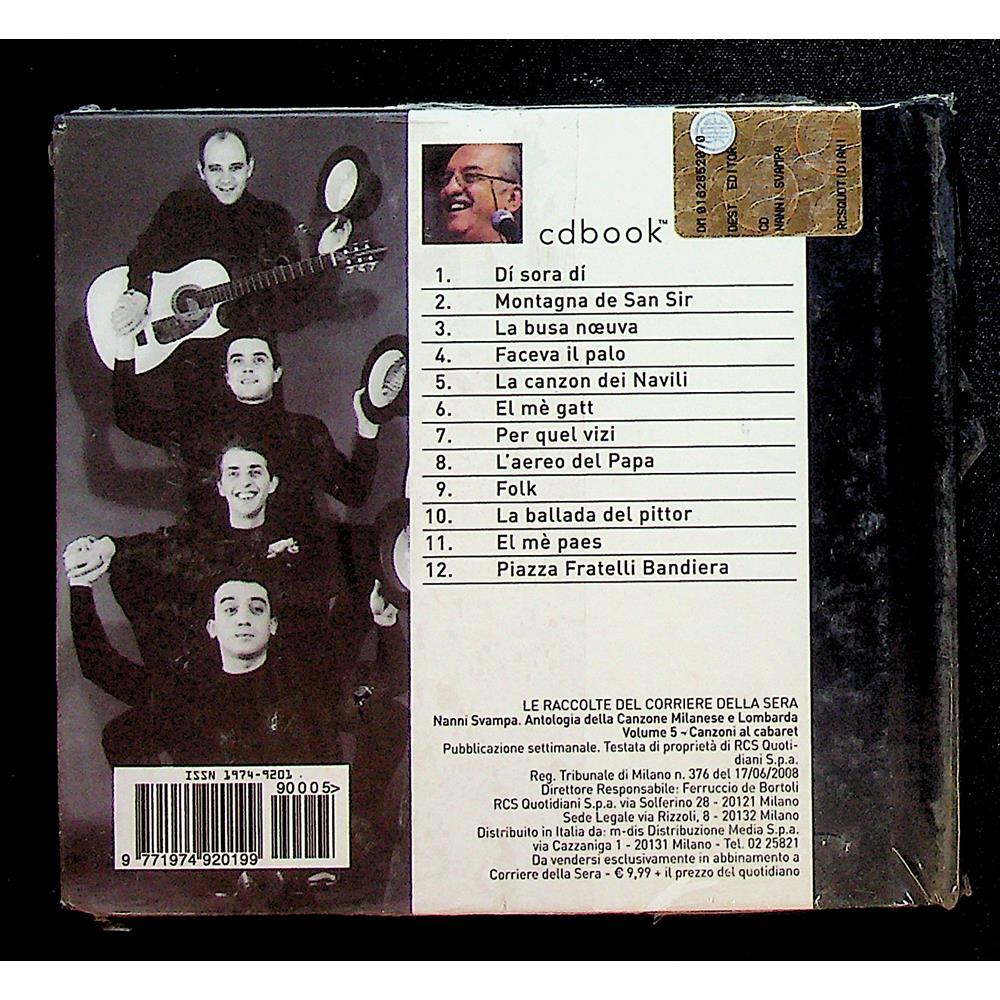 cdbook™
DM 0182852070
DEST EDITOR
CD
NANNI SVAMPA
RCSQUOTIDIANI
1. Dí sora dí
2. Montagna de San Sir
3. La busa nœuva
4. Faceva il palo
5. La canzon dei Navili
6. El mè gatt
7. Per quel vizi
8. L'aereo del Papa
9. Folk
10. La ballada del pittor
11. El mè paes
12. Piazza Fratelli Bandiera
LE RACCOLTE DEL CORRIERE DELLA SERA
Nanni Svampa. Antologia della Canzone Milanese e Lombarda
Volume 5 ~ Canzoni al cabaret
Pubblicazione settimanale. Testata di proprietà di RCS Quoti-
diani S.p.a.
Reg. Tribunale di Milano n. 376 del 17/06/2008
Direttore Responsabile: Ferruccio de Bortoli
RCS Quotidiani S.p.a. via Solferino 28 - 20121 Milano
Sede Legale via Rizzoli, 8 - 20132 Milano
Distribuito in Italia da: m-dis Distribuzione Media S.p.a.
via Cazzaniga 1 - 20131 Milano - Tel. 02 25821
Da vendersi esclusivamente in abbinamento a
Corriere della Sera - € 9,99 + il prezzo del quotidiano
ISSN 1974-9201
90005>
9 771974 920199